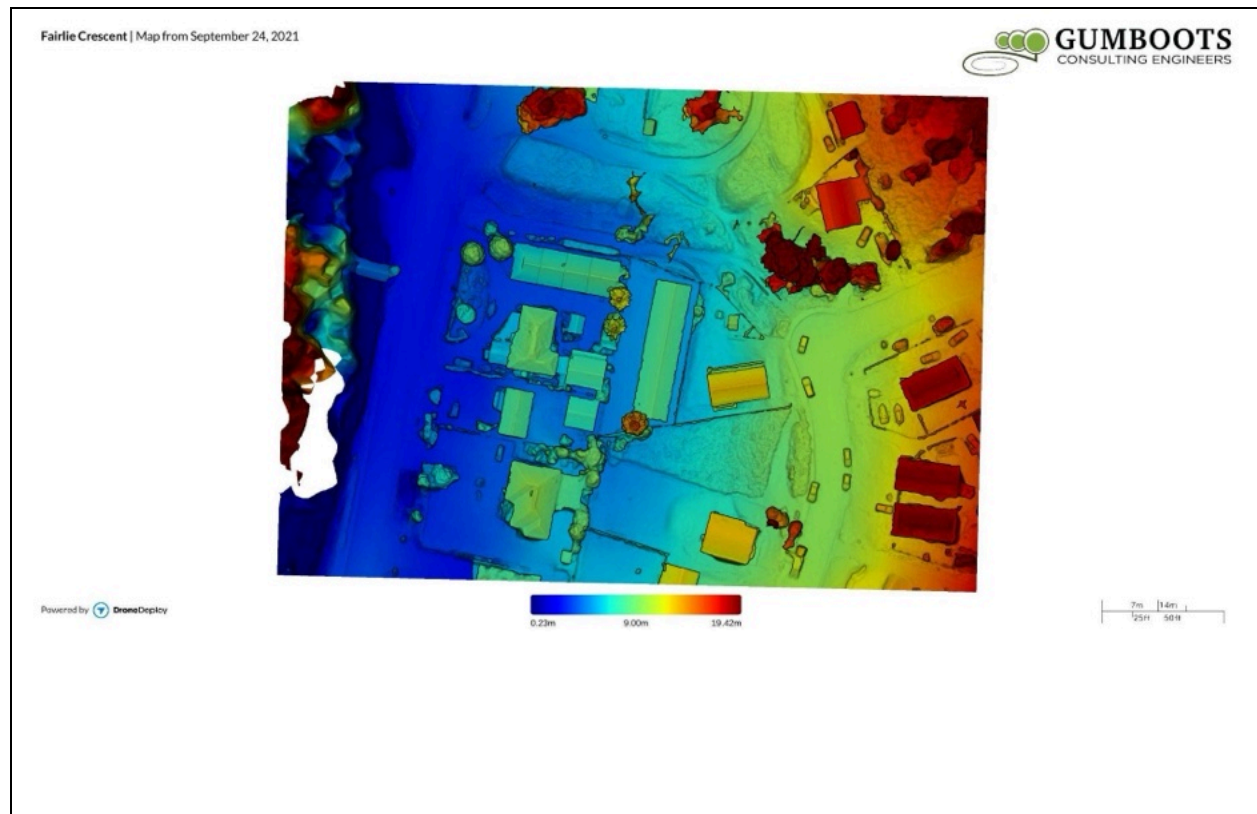 Fairlie Crescent | Map from September 24, 2021
GUMBOOTS
CONSULTING ENGINEERS
Powered by DroneDeploy
0.23m 9.00m 19.42m
7m 14m
25ft 50ft